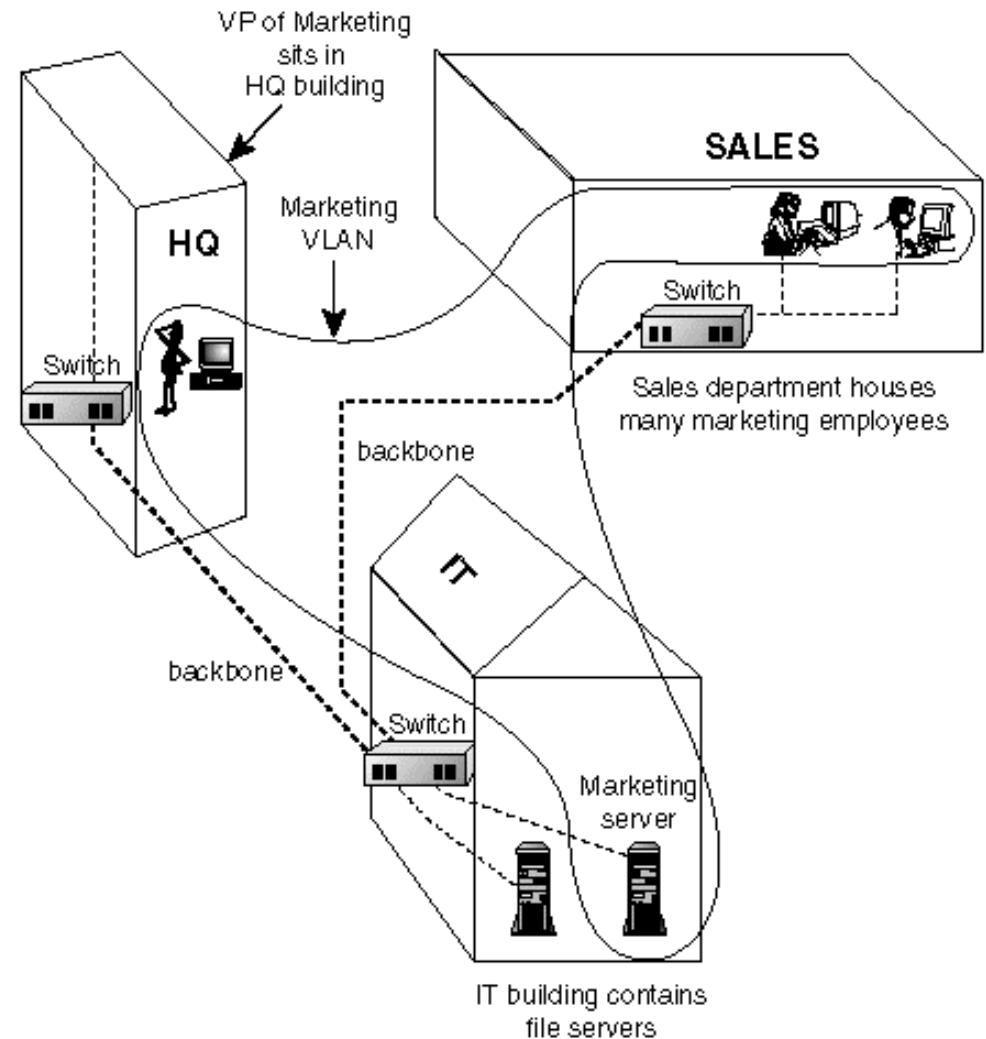 VP of Marketing
sits in
HQ building
SALES
Marketing
VLAN
HQ
Switch
Switch
Sales department houses
many marketing employees
backbone
IT
backbone
Switch
Marketing
server
IT building contains
file servers